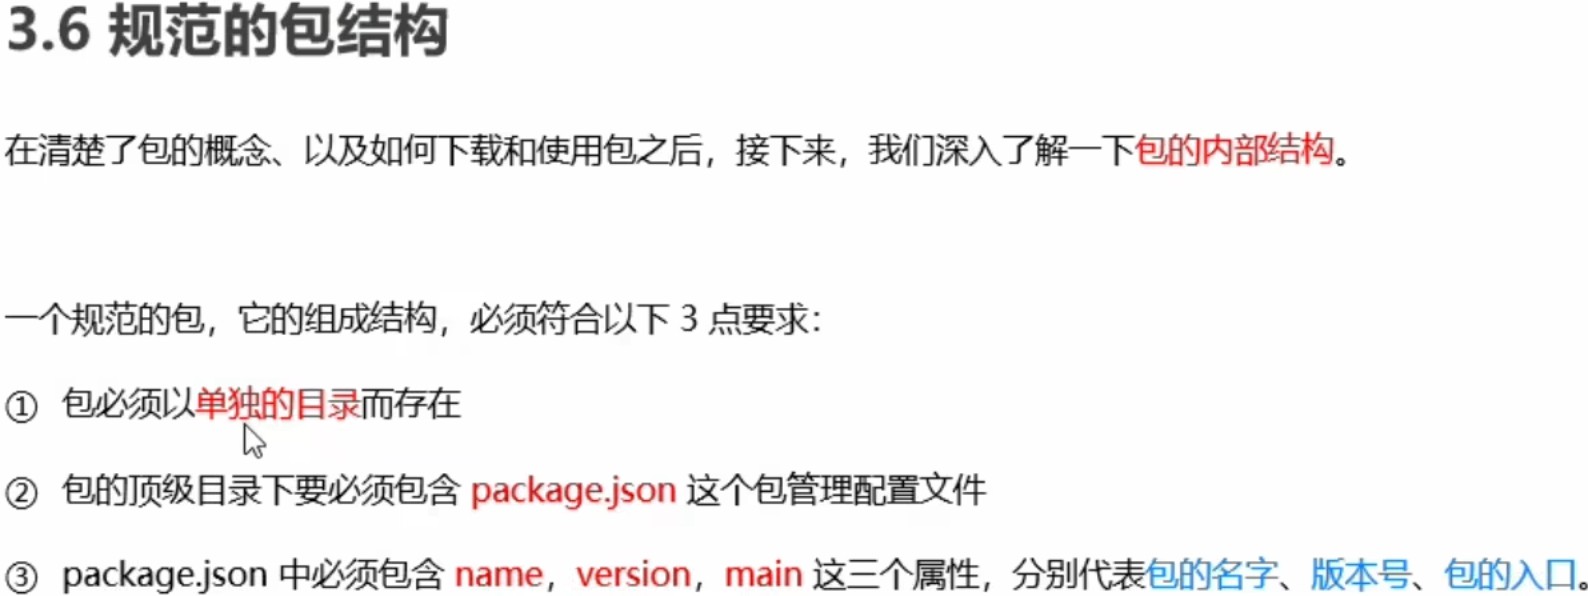 3.6 规范的包结构
在清楚了包的概念、以及如何下载和使用包之后，接下来，我们深入了解一下包的内部结构。
一个规范的包，它的组成结构，必须符合以下 3 点要求：
① 包必须以单独的目录而存在
② 包的顶级目录下要必须包含 package.json 这个包管理配置文件
③ package.json 中必须包含 name，version，main 这三个属性，分别代表包的名字、版本号、包的入口。